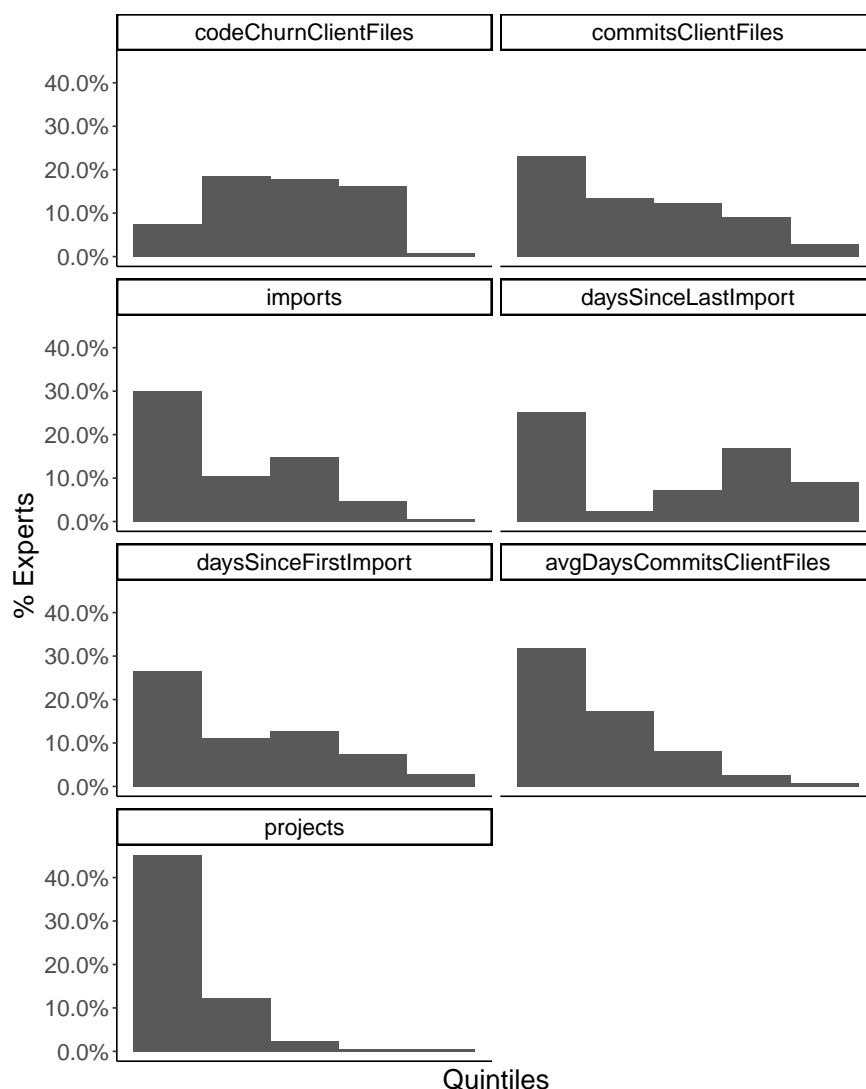 codeChurnClientFiles
commitsClientFiles
40.0%
30.0%
20.0%
10.0%
0.0%
imports
daysSinceLastImport
40.0%
30.0%
20.0%
10.0%
0.0%
% Experts
daysSinceFirstImport
avgDaysCommitsClientFiles
40.0%
30.0%
20.0%
10.0%
0.0%
projects
40.0%
30.0%
20.0%
10.0%
0.0%
Quintiles